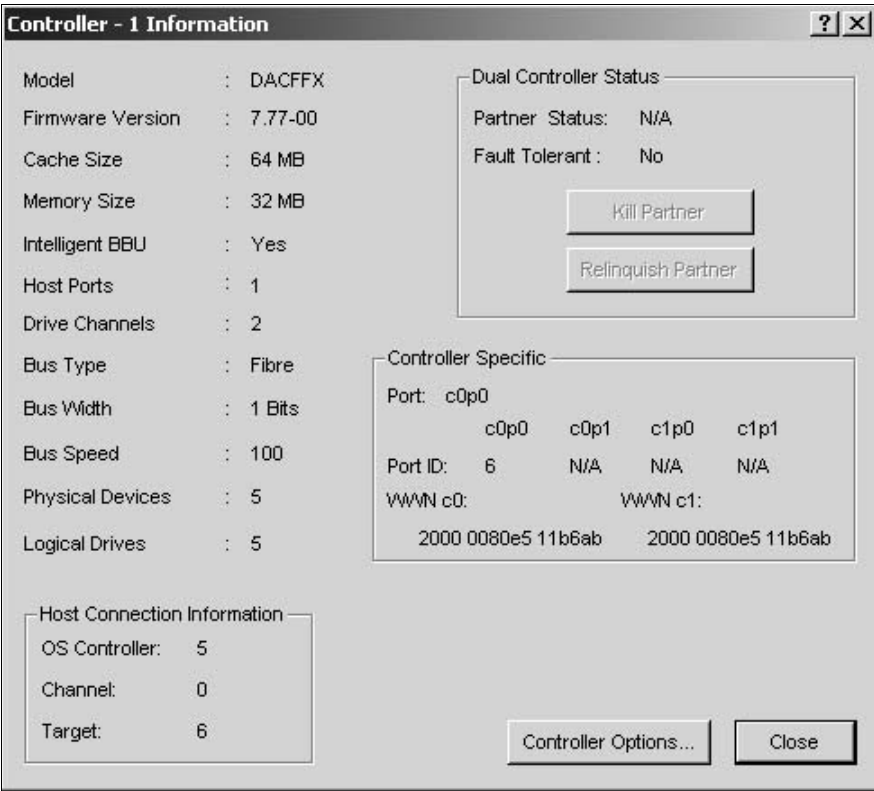 Controller - 1 Information
Model : DACFFX
Firmware Version : 7.77-00
Cache Size : 64 MB
Memory Size : 32 MB
Intelligent BBU : Yes
Host Ports : 1
Drive Channels : 2
Bus Type : Fibre
Bus Width : 1 Bits
Bus Speed : 100
Physical Devices : 5
Logical Drives : 5
Host Connection Information
OS Controller: 5
Channel: 0
Target: 6
Dual Controller Status
Partner Status: N/A
Fault Tolerant : No
Kill Partner
Relinquish Partner
Controller Specific
Port: c0p0
c0p0 c0p1 c1p0 c1p1
Port ID: 6 N/A N/A N/A
WWN c0: WWN c1:
2000 0080e5 11b6ab 2000 0080e5 11b6ab
Controller Options... Close